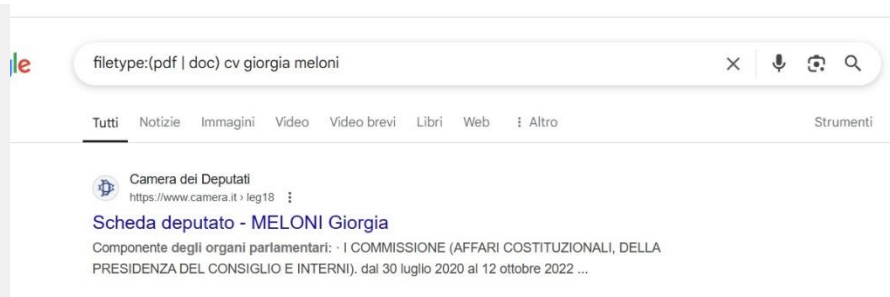 le filetype:(pdf | doc) cv giorgia meloni
Tutti Notizie Immagini Video Video brevi Libri Web Altro Strumenti
Camera dei Deputati
https://www.camera.it › leg18
Scheda deputato - MELONI Giorgia
Componente degli organi parlamentari: · I COMMISSIONE (AFFARI COSTITUZIONALI, DELLA
PRESIDENZA DEL CONSIGLIO E INTERNI). dal 30 luglio 2020 al 12 ottobre 2022 ...